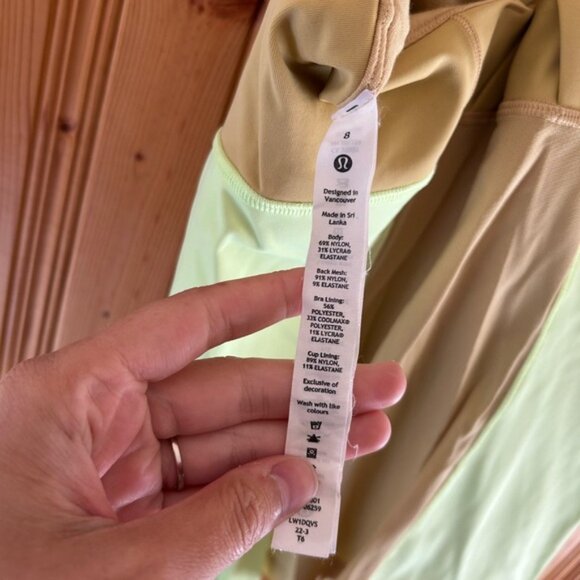 8
Designed in
Vancouver
Made in Sri
Lanka
Body:
69% NYLON,
31% LYCRA®
ELASTANE
Back Mesh:
91% NYLON,
9% ELASTANE
Bra Lining:
56%
POLYESTER,
33% COOLMAX®
POLYESTER,
11% LYCRA®
ELASTANE
Cup Lining:
89% NYLON,
11% ELASTANE
Exclusive of
decoration
Wash with like
colours
LW1DQVS
22-3
T6